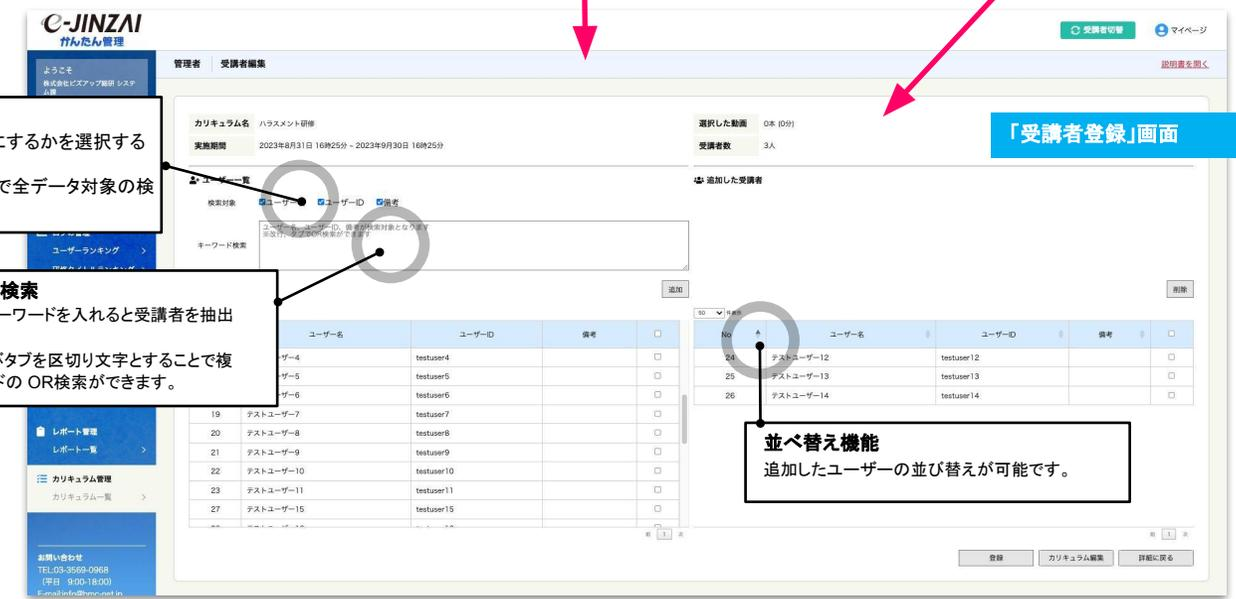 e-JINZAI
かんたん管理
受講者切替
マイページ
ようこそ
株式会社ビズアップ総研 システ
ム課
管理者
受講者編集
説明書を開く
カリキュラム名
ハラスメント研修
選択した動画
0本 (0分)
実施期間
2023年8月31日 16時25分 ~ 2023年9月30日 16時25分
受講者数
3人
「受講者登録」画面
にするかを選択する
で全データ対象の検
ユーザー一覧
追加した受講者
検索対象
ユーザーID
備考
キーワード検索
ユーザー名、ユーザーID、備考が検索対象となります
※改行、タブでOR検索ができます
ユーザーランキング
追加
削除
検索
ーワードを入れると受講者を抽出
タブを区切り文字とすることで複
ドの OR検索ができます。
50
ユーザー名
ユーザーID
備考
No
ユーザー名
ユーザーID
備考
ザー4
testuser4
ザー5
testuser5
ザー6
testuser6
19 テストユーザー7 testuser7
20 テストユーザー8 testuser8
21 テストユーザー9 testuser9
22 テストユーザー10 testuser10
23 テストユーザー11 testuser11
27 テストユーザー15 testuser15
24 テストユーザー12 testuser12
25 テストユーザー13 testuser13
26 テストユーザー14 testuser14
並べ替え機能
追加したユーザーの並び替えが可能です。
レポート管理
レポート一覧
カリキュラム管理
カリキュラム一覧
前 1 次
前 1 次
登録
カリキュラム編集
詳細に戻る
お問い合わせ
TEL:03-3569-0968
(平日 9:00-18:00)
E-mail:info@bmc-net.jp